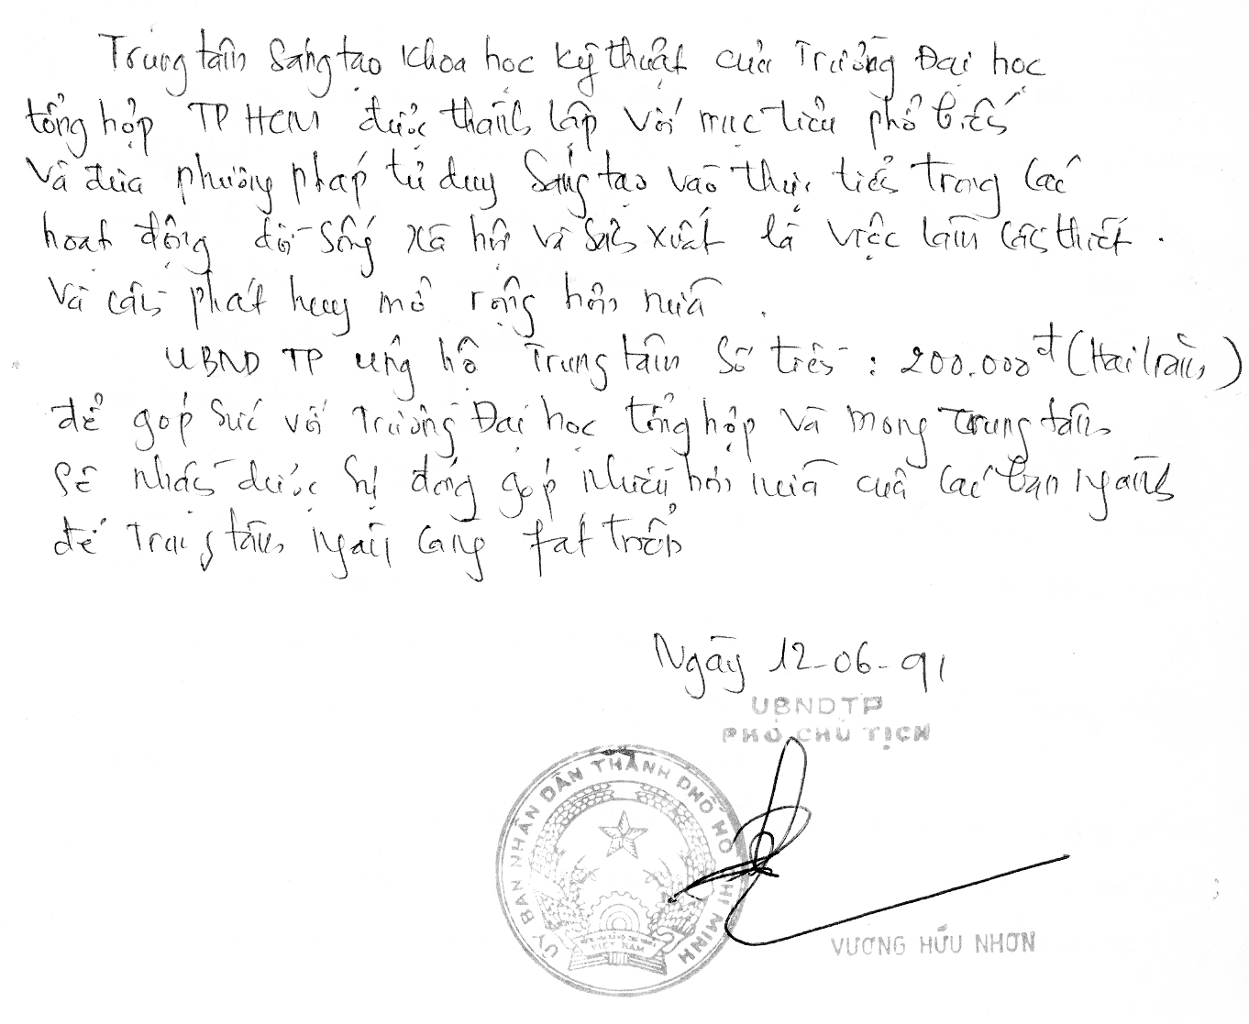 Trung tâm Sáng tạo Khoa học kỹ thuật của Trường Đại học
tổng hợp TP HCM được thành lập với mục tiêu phổ biến
và đưa phương pháp tư duy Sáng tạo vào thực tiển trong các
hoạt động đời sống xã hội và sản xuất là việc làm cần thiết.
và cần phát huy mở rộng hơn nữa.
UBND TP ủng hộ Trung tâm Số tiền: 200.000đ (Hai trăm)
để góp sức với Trường Đại học tổng hợp và mong Trung tâm
sẽ nhận được sự đóng góp nhiều hơn nữa của các ban ngành
để Trung tâm ngày càng fát triển
Ngày 12-06-91
UBNDTP
PHÓ CHỦ TỊCH
ỦY BAN NHÂN DÂN THÀNH PHỐ HỒ CHÍ MINH
VIỆT NAM
VƯƠNG HỮU NHƠN